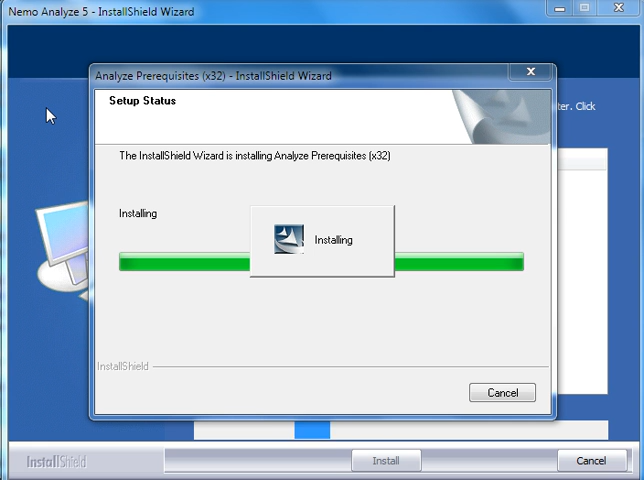 Nemo Analyze 5 - InstallShield Wizard
ter. Click
Analyze Prerequisites (x32) - InstallShield Wizard
Setup Status
The InstallShield Wizard is installing Analyze Prerequisites (x32)
Installing
Installing
InstallShield
Cancel
InstallShield
Install
Cancel